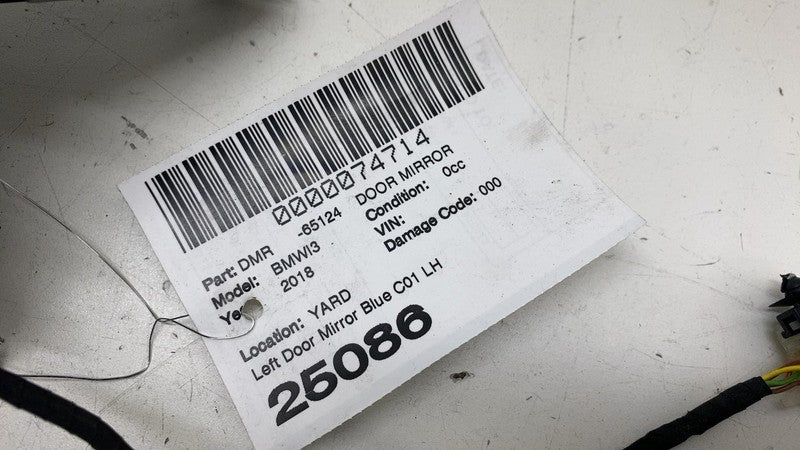 0000074714
Part: DMR -65124 DOOR MIRROR
Model: BMWI3 Condition: 0cc
Ye 2018 VIN:
Damage Code: 000
Location: YARD
Left Door Mirror Blue C01 LH
25086